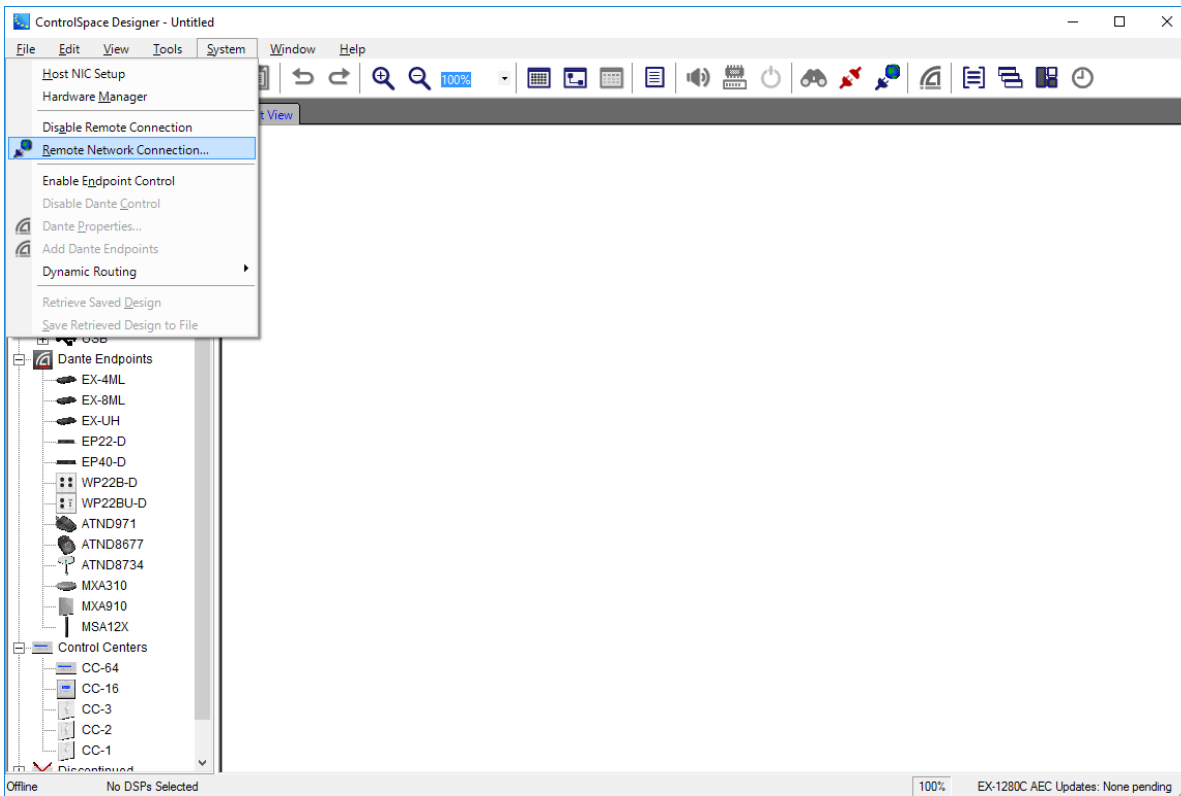 ControlSpace Designer - Untitled
File Edit View Tools System Window Help
100%
t View
Host NIC Setup
Hardware Manager
Disable Remote Connection
Remote Network Connection...
Enable Endpoint Control
Disable Dante Control
Dante Properties...
Add Dante Endpoints
Dynamic Routing
Retrieve Saved Design
Save Retrieved Design to File
USB
Dante Endpoints
EX-4ML
EX-8ML
EX-UH
EP22-D
EP40-D
WP22B-D
WP22BU-D
ATND971
ATND8677
ATND8734
MXA310
MXA910
MSA12X
Control Centers
CC-64
CC-16
CC-3
CC-2
CC-1
Discontinued
Offline No DSPs Selected 100% EX-1280C AEC Updates: None pending